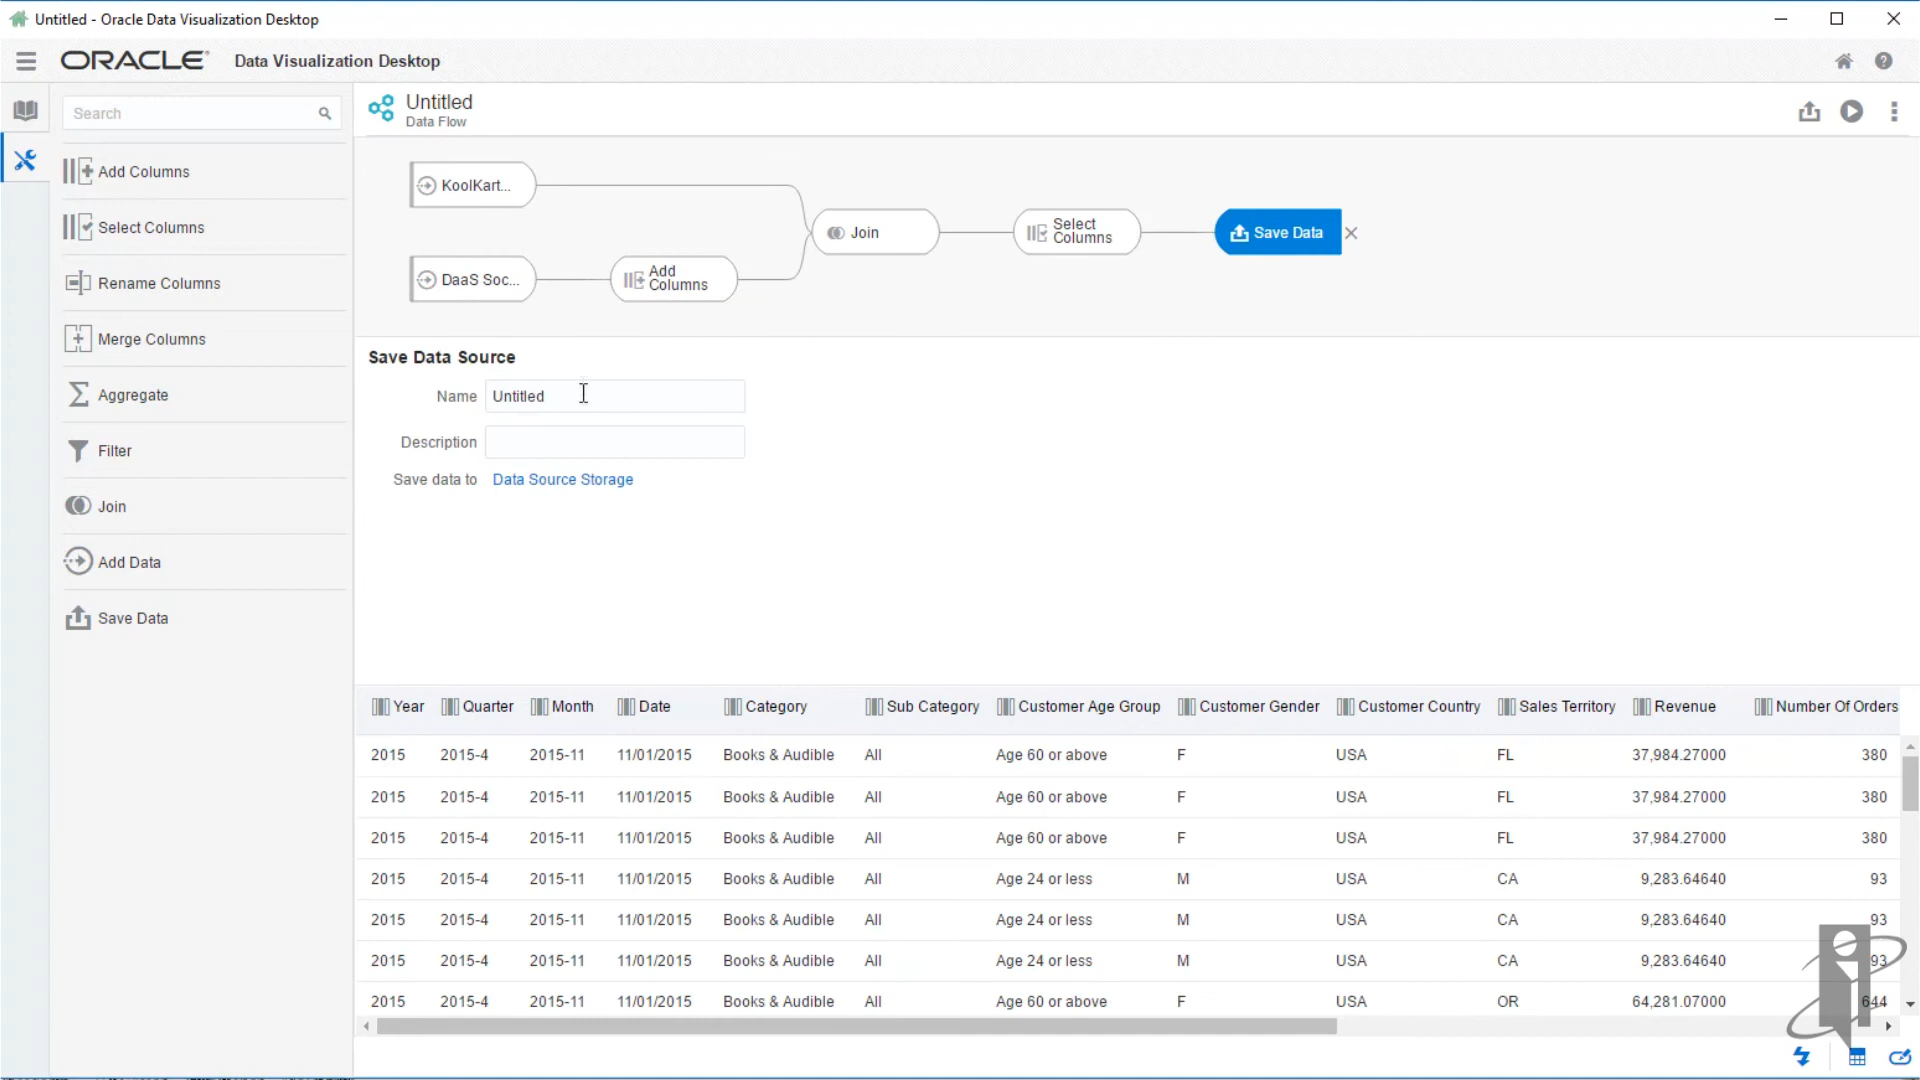 Untitled - Oracle Data Visualization Desktop
ORACLE® Data Visualization Desktop
Search
Add Columns
Select Columns
Rename Columns
Merge Columns
Aggregate
Filter
Join
Add Data
Save Data
Untitled
Data Flow
KoolKart...
DaaS Soc...
Add
Columns
Join
Select
Columns
Save Data
Save Data Source
Name Untitled
Description
Save data to Data Source Storage
Year Quarter Month Date Category Sub Category Customer Age Group Customer Gender Customer Country Sales Territory Revenue Number Of Orders
2015 2015-4 2015-11 11/01/2015 Books & Audible All Age 60 or above F USA FL 37,984.27000 380
2015 2015-4 2015-11 11/01/2015 Books & Audible All Age 60 or above F USA FL 37,984.27000 380
2015 2015-4 2015-11 11/01/2015 Books & Audible All Age 60 or above F USA FL 37,984.27000 380
2015 2015-4 2015-11 11/01/2015 Books & Audible All Age 24 or less M USA CA 9,283.64640 93
2015 2015-4 2015-11 11/01/2015 Books & Audible All Age 24 or less M USA CA 9,283.64640 93
2015 2015-4 2015-11 11/01/2015 Books & Audible All Age 24 or less M USA CA 9,283.64640 93
2015 2015-4 2015-11 11/01/2015 Books & Audible All Age 60 or above F USA OR 64,281.07000 644